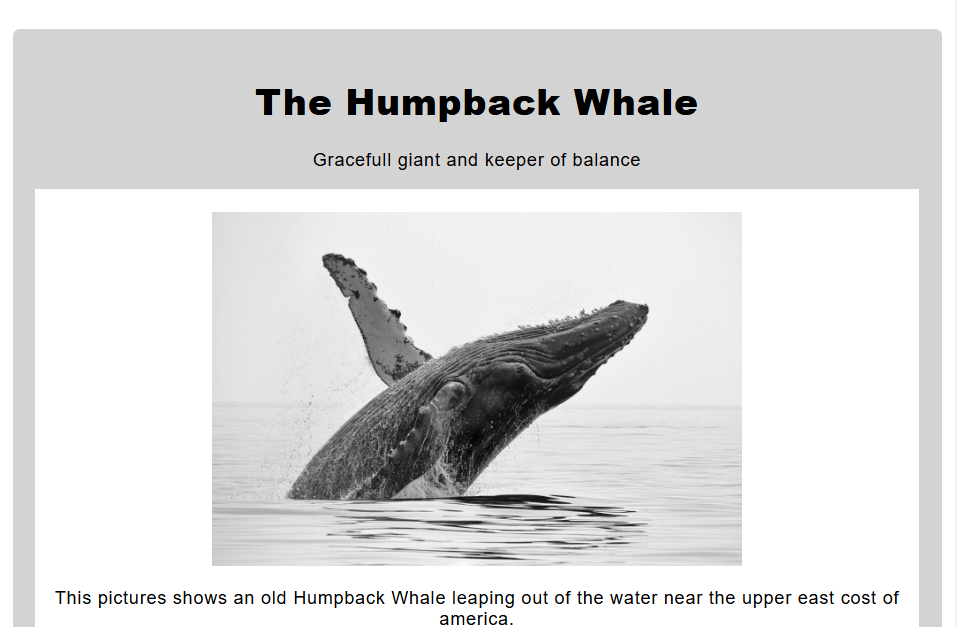 The Humpback Whale
Gracefull giant and keeper of balance
This pictures shows an old Humpback Whale leaping out of the water near the upper east cost of
america.